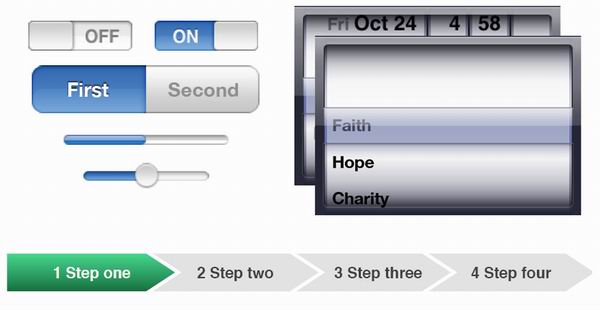 OFF
ON
First
Second
Fri Oct 24 4 58
Faith
Hope
Charity
1 Step one
2 Step two
3 Step three
4 Step four